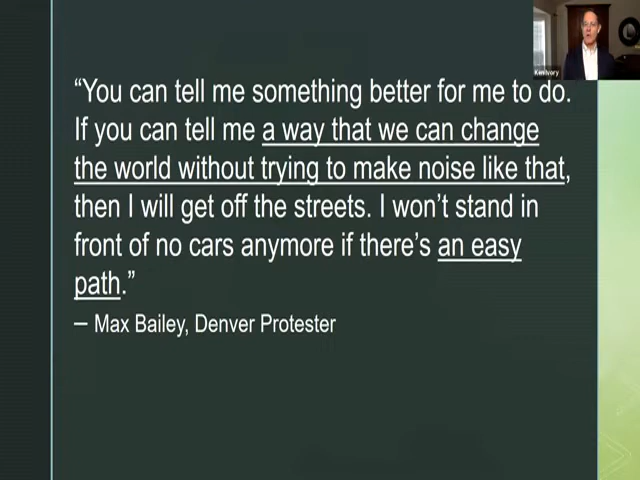 “You can tell me something better for me to do.
If you can tell me a way that we can change
the world without trying to make noise like that,
then I will get off the streets. I won’t stand in
front of no cars anymore if there’s an easy
path.”
– Max Bailey, Denver Protester
Ken Ivory